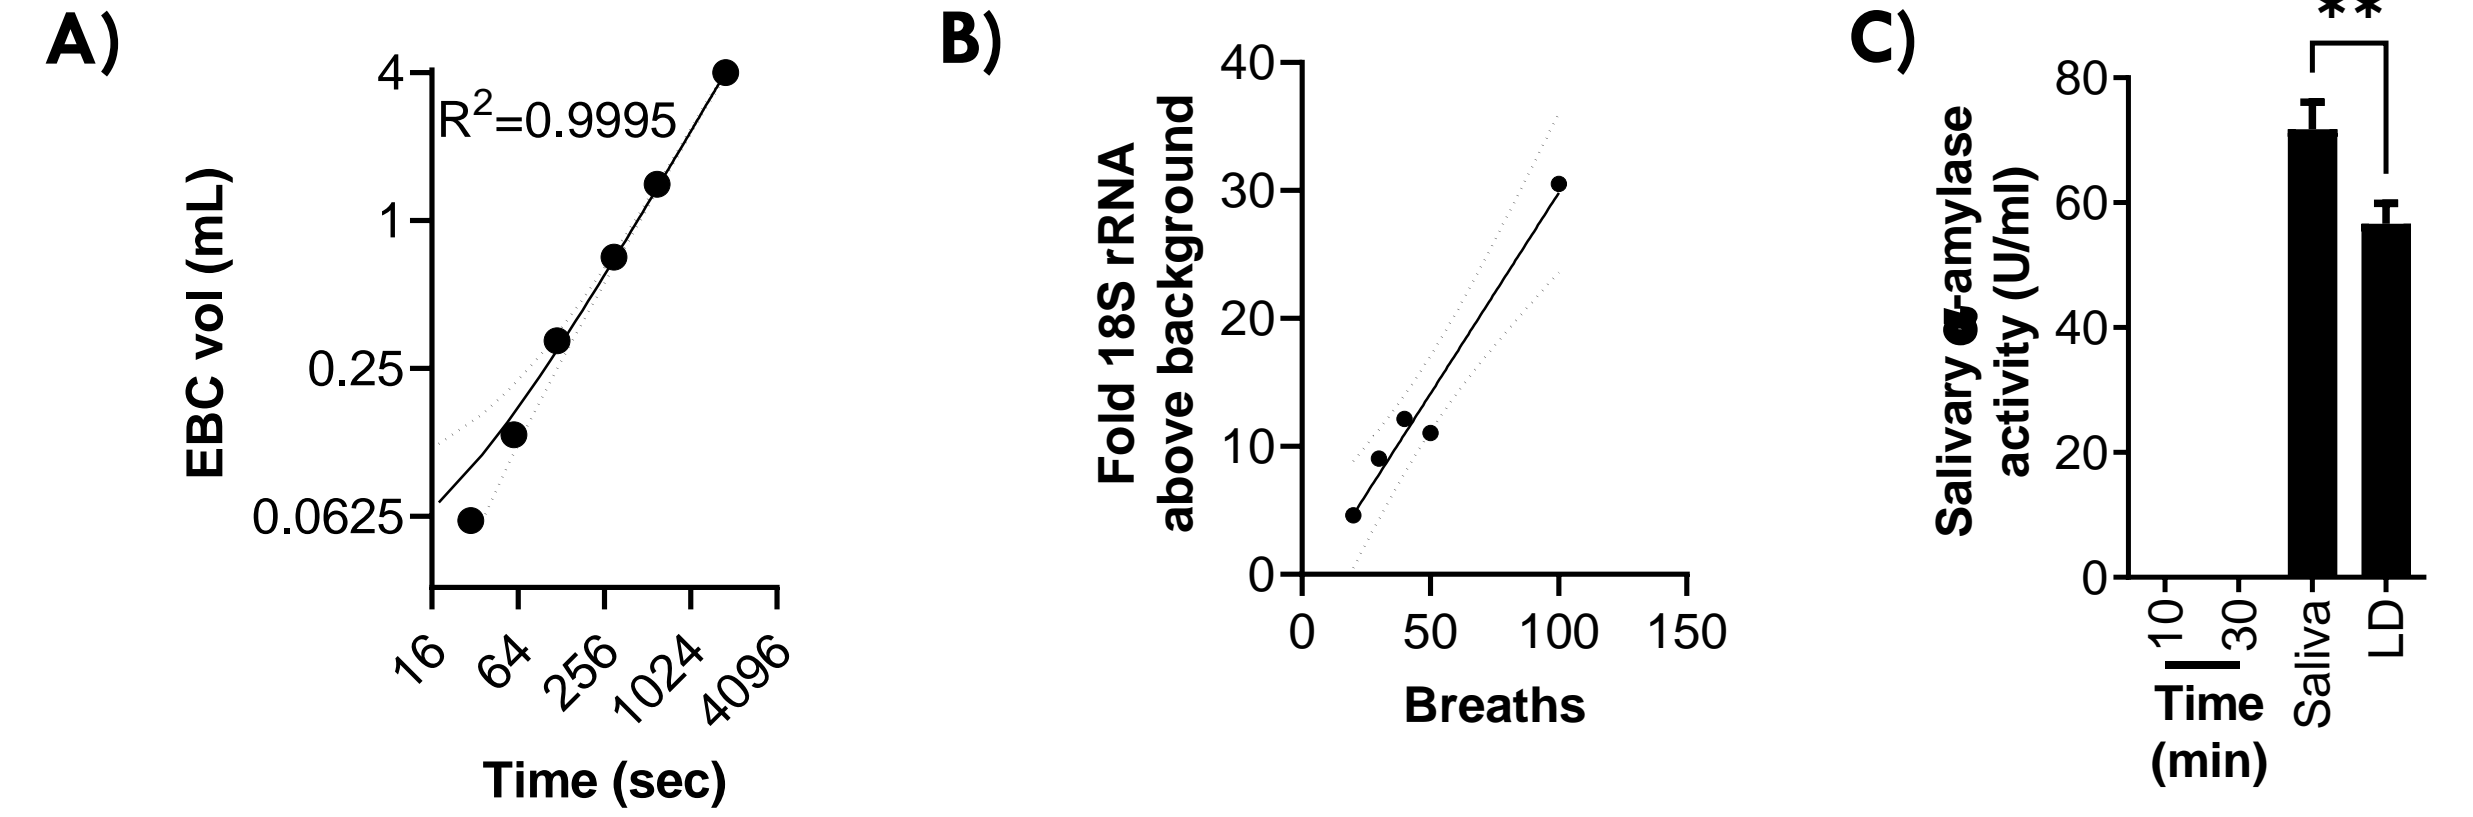 A)
4
1
0.25
0.0625
R²=0.9995
EBC vol (mL)
16
64
256
1024
4096
Time (sec)
B)
40
30
20
10
0
Fold 18S rRNA
above background
0
50
100
150
Breaths
C)
**
80
60
40
20
0
Salivary α-amylase
activity (U/ml)
10
30
Saliva
LD
Time
(min)